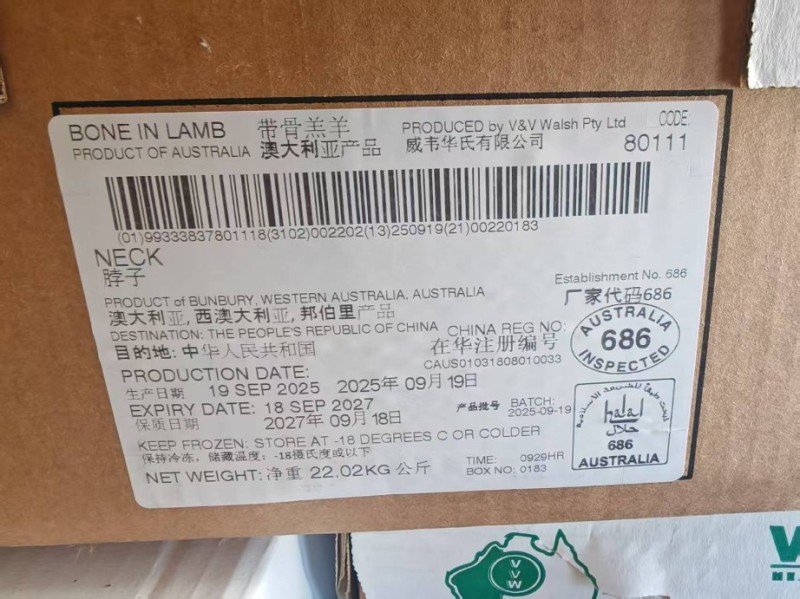 BONE IN LAMB 带骨羔羊 PRODUCED by V&V Walsh Pty Ltd CODE:
PRODUCT OF AUSTRALIA 澳大利亚产品 威韦华氏有限公司 80111
(01)99333837801118(3102)002202(13)250919(21)00220183
NECK
脖子
Establishment No. 686
厂家代码686
PRODUCT of BUNBURY, WESTERN AUSTRALIA, AUSTRALIA
澳大利亚, 西澳大利亚, 邦伯里产品
DESTINATION: THE PEOPLE'S REPUBLIC OF CHINA CHINA REG NO:
目的地: 中华人民共和国 在华注册编号
CAUS01031808010033
AUSTRALIA
686
INSPECTED
PRODUCTION DATE:
生产日期 19 SEP 2025 2025年 09月 19日
EXPIRY DATE: 18 SEP 2027 产品批号 BATCH:
保质日期 2027年 09月 18日 2025-09-19
KEEP FROZEN: STORE AT -18 DEGREES C OR COLDER
保持冷冻, 储藏温度: -18摄氏度或以下
NET WEIGHT: 净重 22.02KG 公斤
TIME: 0929HR
BOX NO: 0183
halal
حلال
686
AUSTRALIA
V
V
W